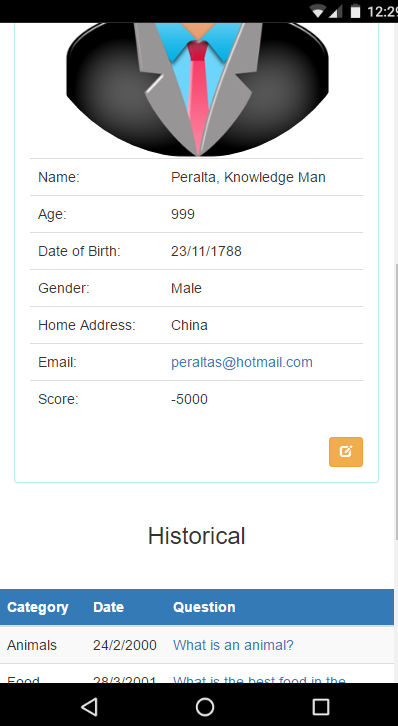 12:29
Name: Peralta, Knowledge Man
Age: 999
Date of Birth: 23/11/1788
Gender: Male
Home Address: China
Email: peraltas@hotmail.com
Score: -5000
Historical
Category Date Question
Animals 24/2/2000 What is an animal?
Food 28/3/2001 What is the best food in the